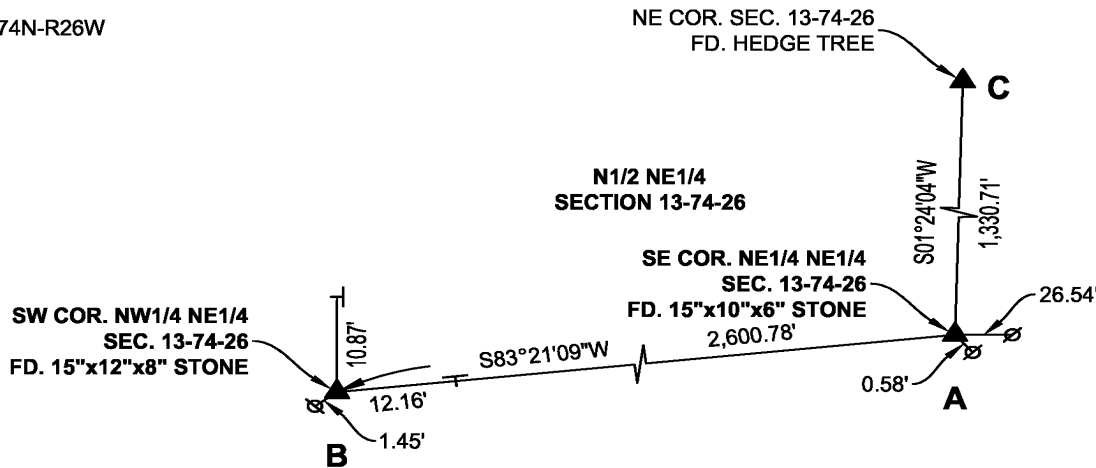 74N-R26W
NE COR. SEC. 13-74-26
FD. HEDGE TREE
C
S01°24'04"W
1,330.71'
N1/2 NE1/4
SECTION 13-74-26
SE COR. NE1/4 NE1/4
SEC. 13-74-26
FD. 15"x10"x6" STONE
26.54'
SW COR. NW1/4 NE1/4
SEC. 13-74-26
FD. 15"x12"x8" STONE
10.87'
S83°21'09"W
2,600.78'
12.16'
0.58'
A
1.45'
B